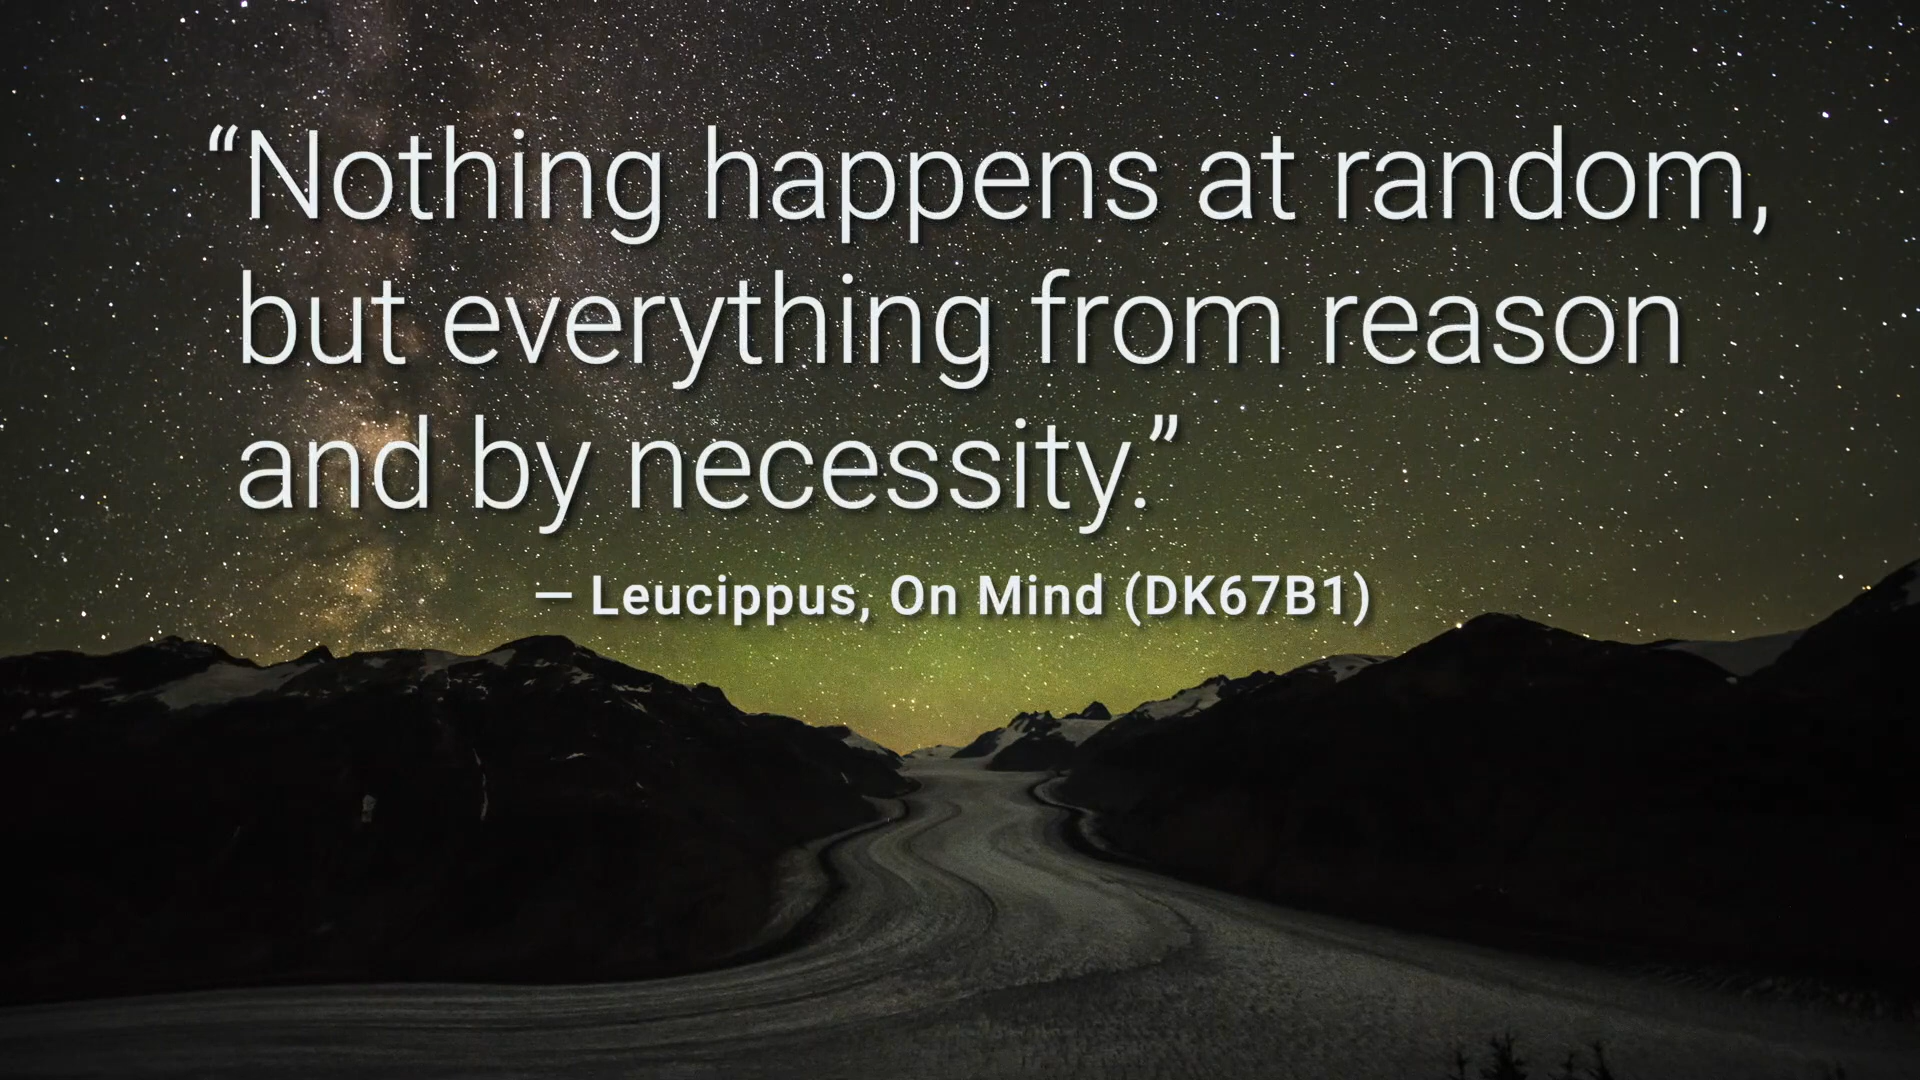 “Nothing happens at random,
but everything from reason
and by necessity.”
– Leucippus, On Mind (DK67B1)